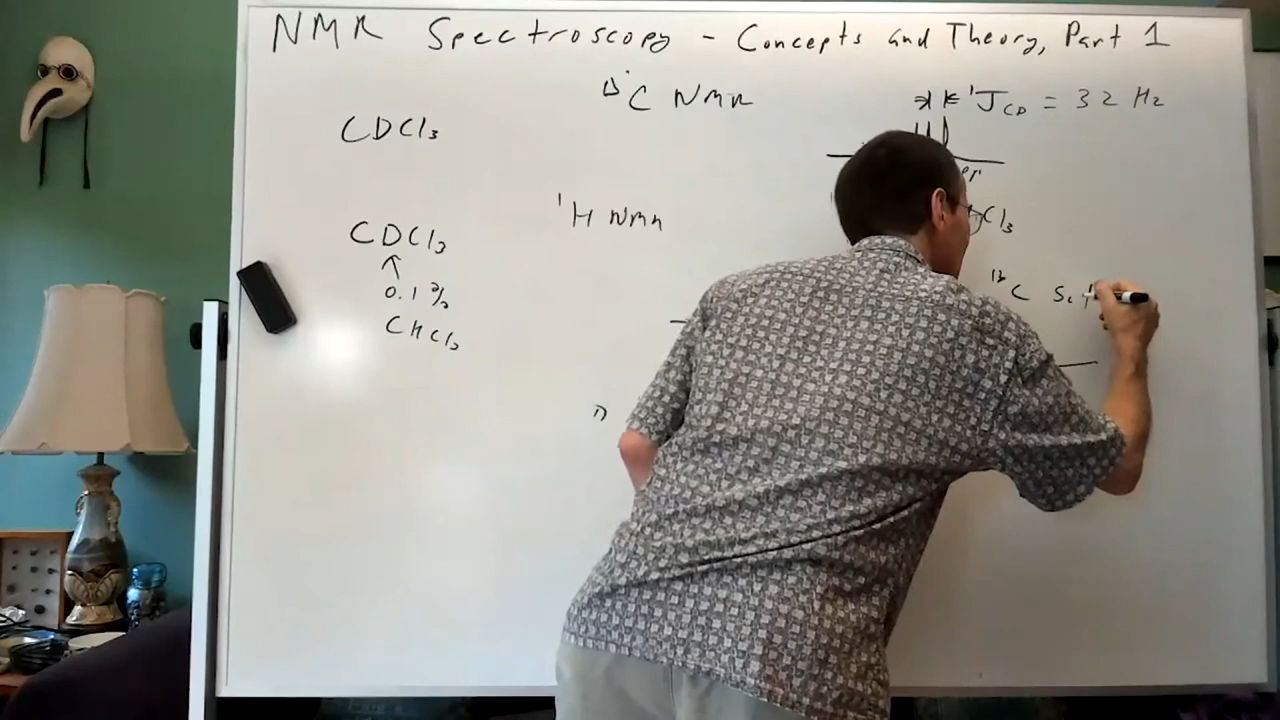 NMR Spectroscopy - Concepts and Theory, Part 1
¹³C NMR
¹J_CD = 32 Hz
CDCl₃
¹H NMR
Cl₃
CDCl₃
↑
0.1 %
CHCl₃
¹³C
D